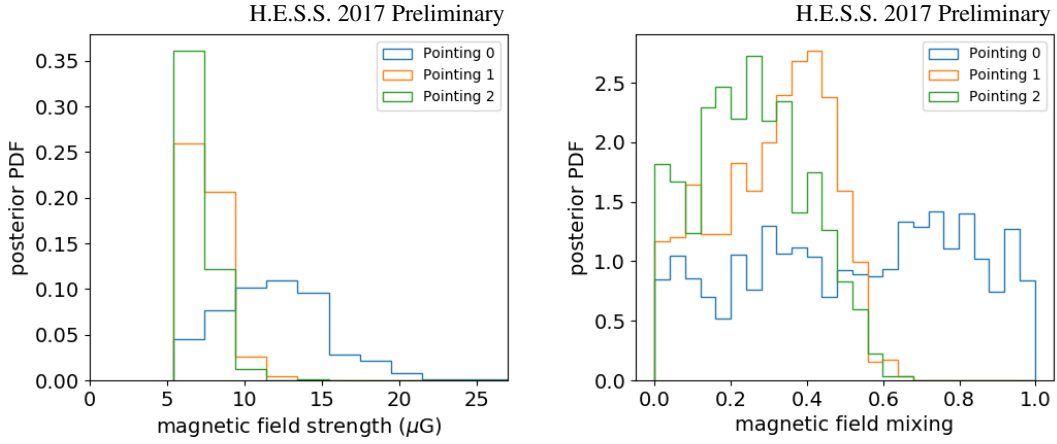 H.E.S.S. 2017 Preliminary
Pointing 0
Pointing 1
Pointing 2
0.35
0.30
0.25
0.20
0.15
0.10
0.05
0.00
posterior PDF
0 5 10 15 20 25
magnetic field strength (μG)
H.E.S.S. 2017 Preliminary
Pointing 0
Pointing 1
Pointing 2
2.5
2.0
1.5
1.0
0.5
0.0
posterior PDF
0.0 0.2 0.4 0.6 0.8 1.0
magnetic field mixing